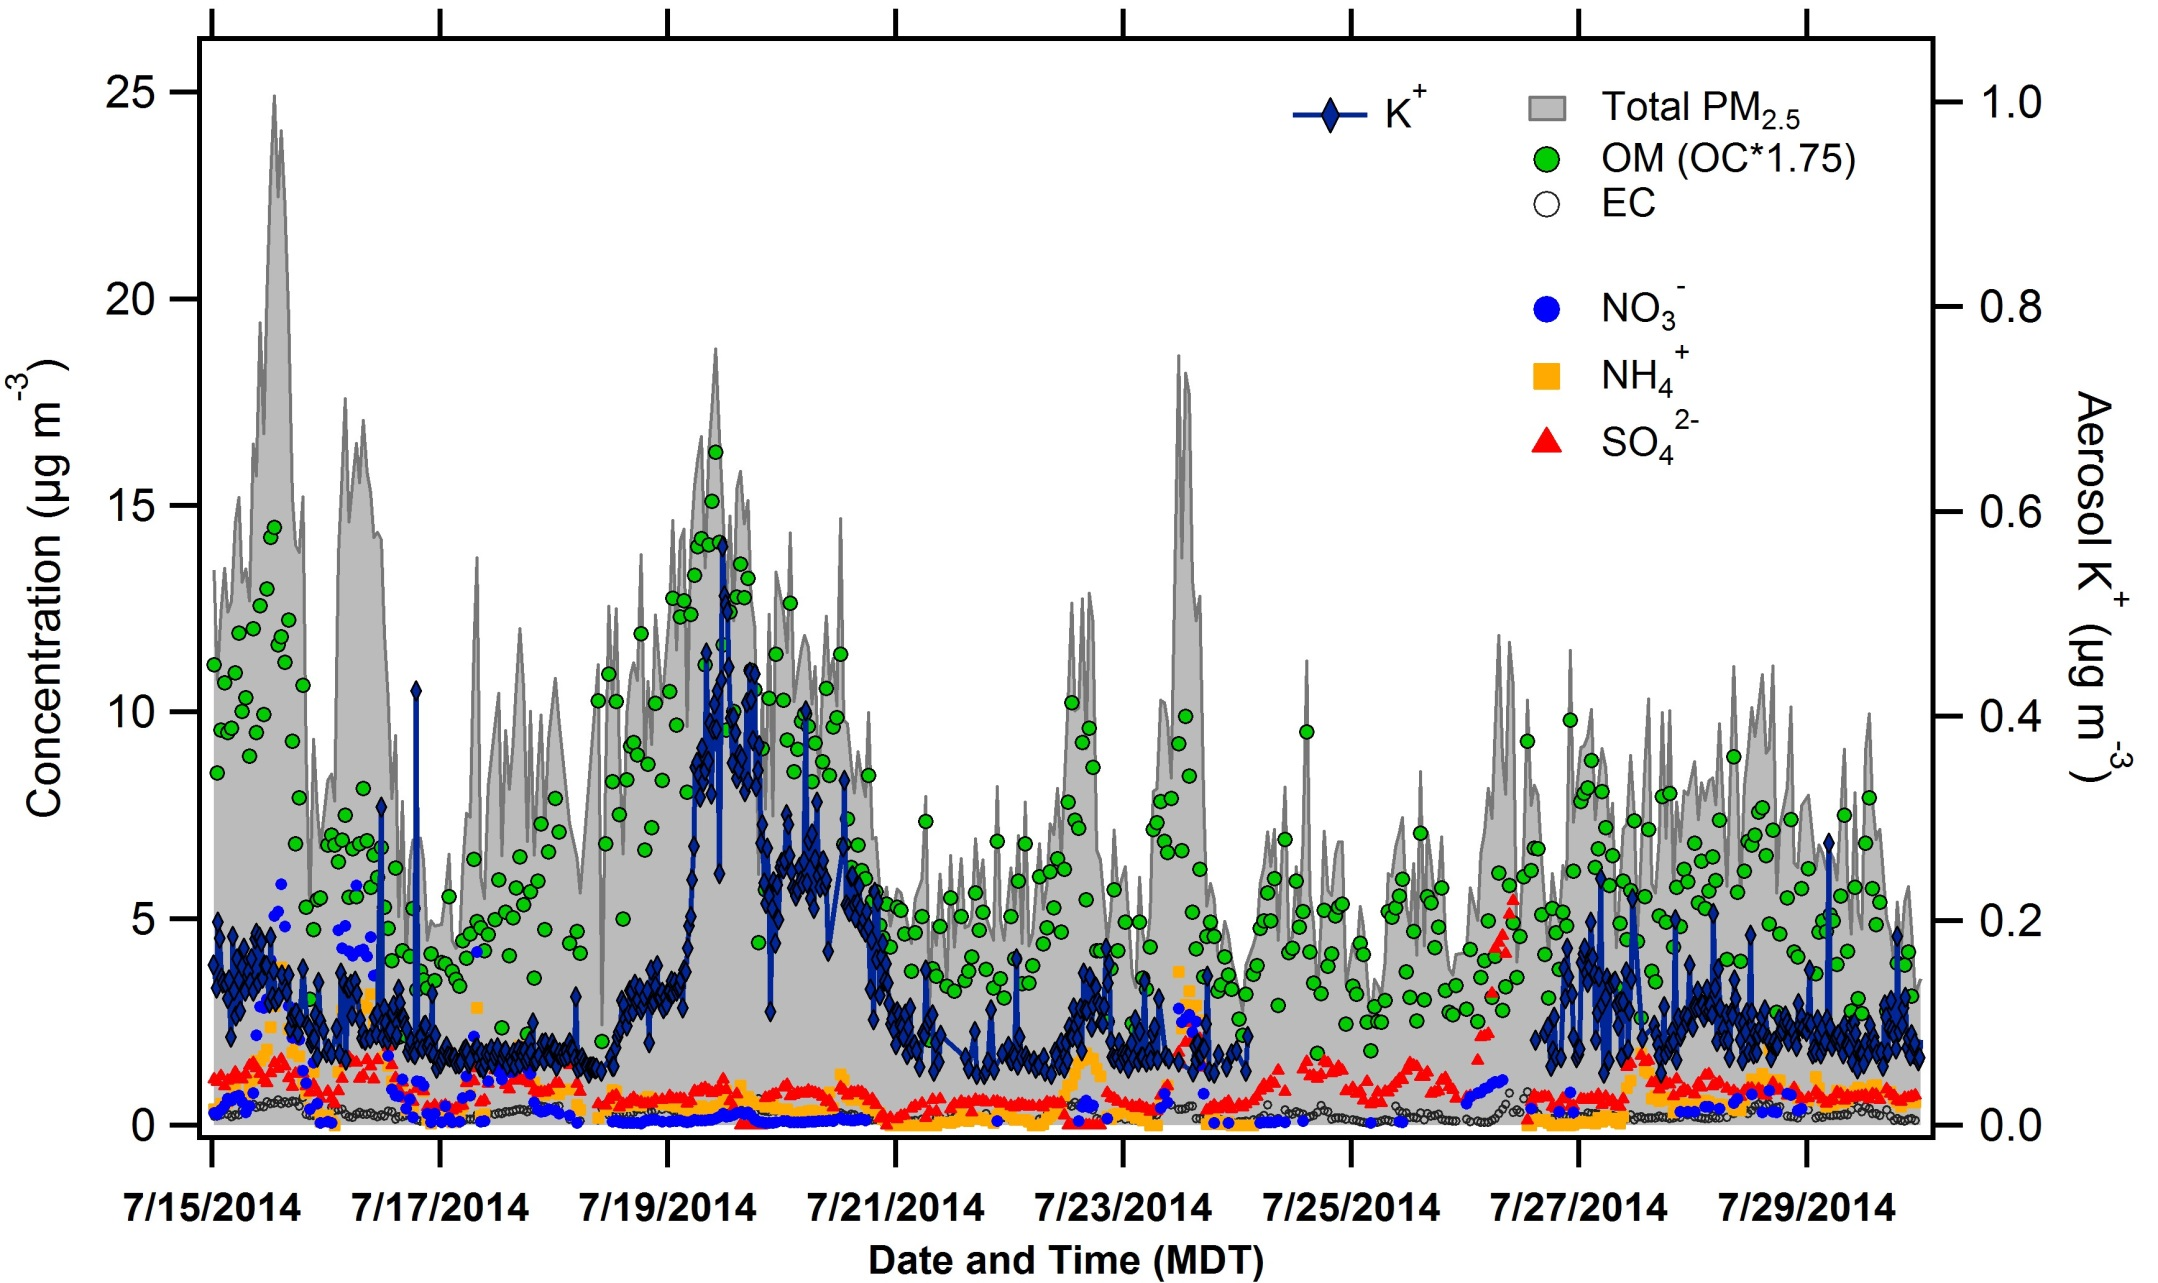 K⁺
Total PM₂.₅
OM (OC*1.75)
EC
NO₃⁻
NH₄⁺
SO₄²⁻
Concentration (µg m⁻³)
25
20
15
10
5
0
1.0
0.8
0.6
0.4
0.2
0.0
Aerosol K⁺ (µg m⁻³)
7/15/2014 7/17/2014 7/19/2014 7/21/2014 7/23/2014 7/25/2014 7/27/2014 7/29/2014
Date and Time (MDT)